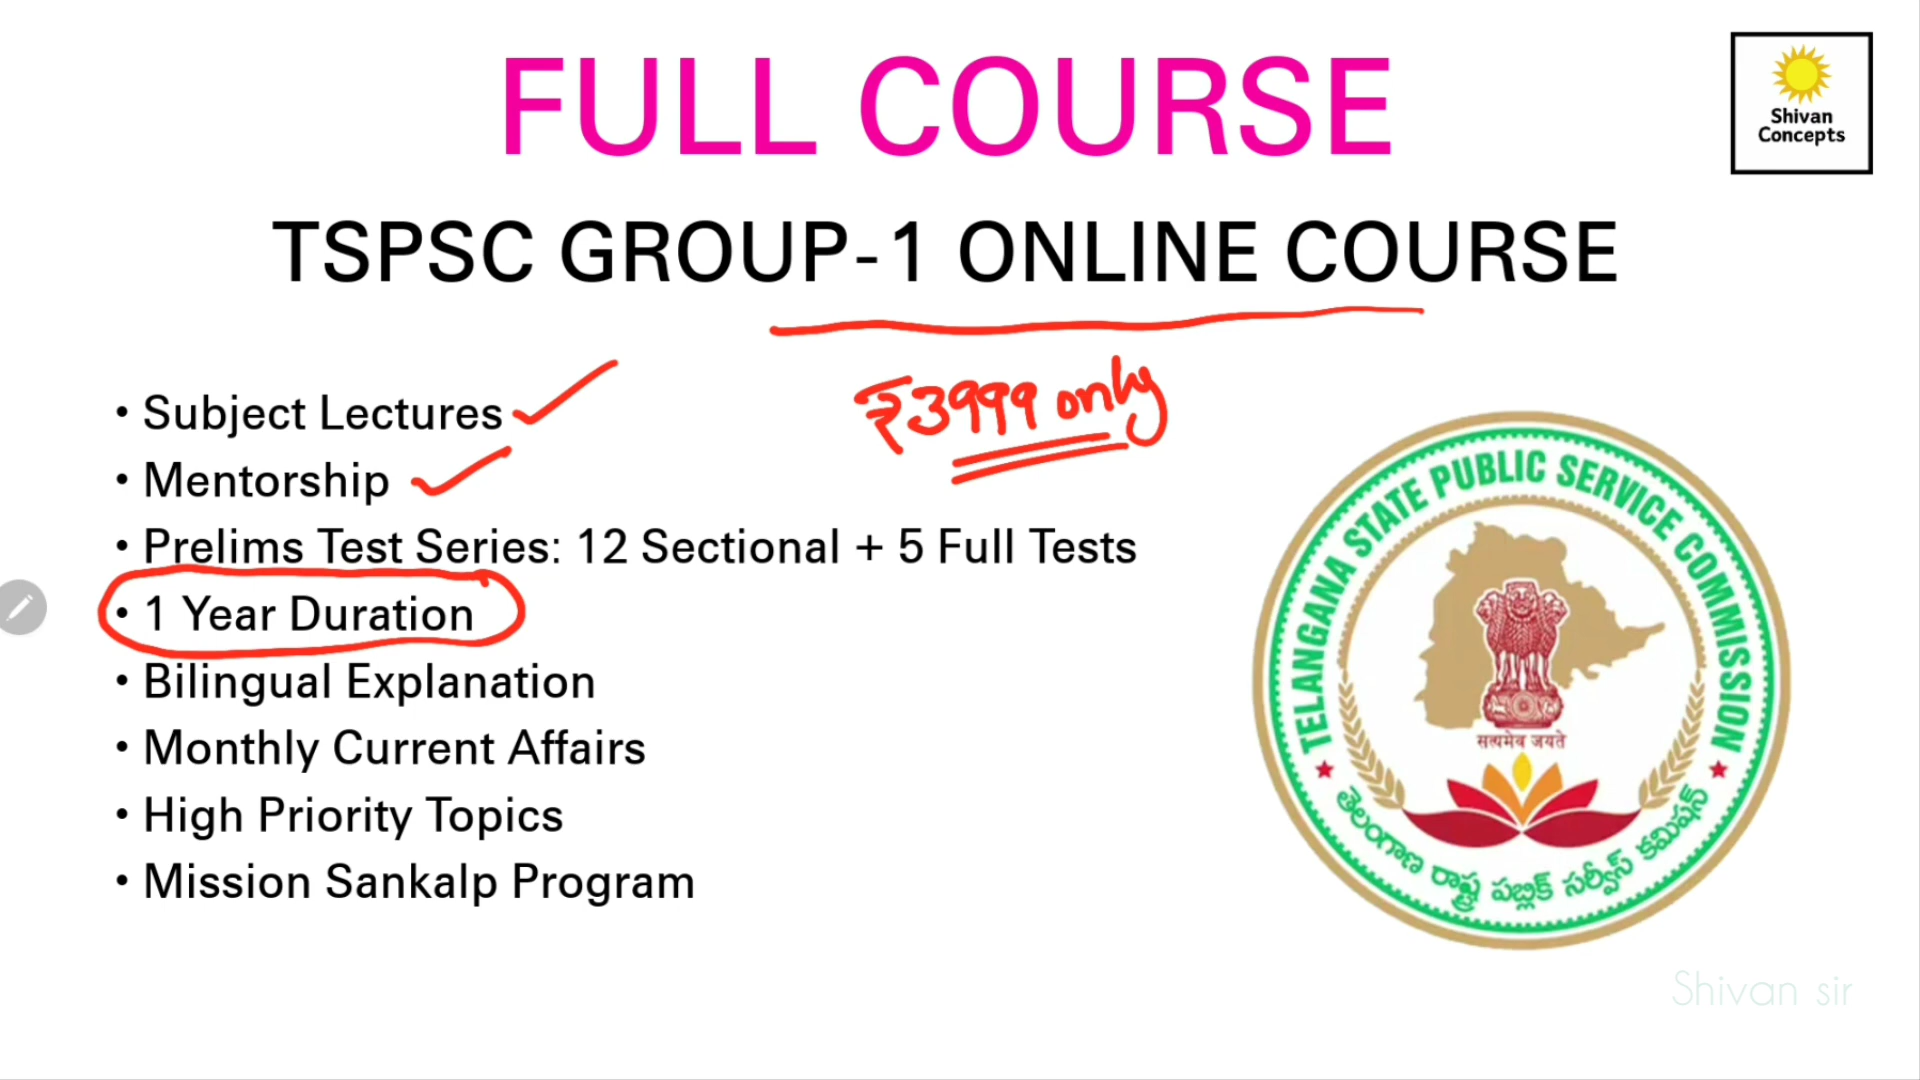 FULL COURSE
Shivan
Concepts
TSPSC GROUP-1 ONLINE COURSE
₹3999 only
• Subject Lectures
• Mentorship
• Prelims Test Series: 12 Sectional + 5 Full Tests
• 1 Year Duration
• Bilingual Explanation
• Monthly Current Affairs
• High Priority Topics
• Mission Sankalp Program
TELANGANA STATE PUBLIC SERVICE COMMISSION
सत्यमेव जयते
తెలంగాణ రాష్ట్ర పబ్లిక్ సర్వీస్ కమిషన్
Shivan sir